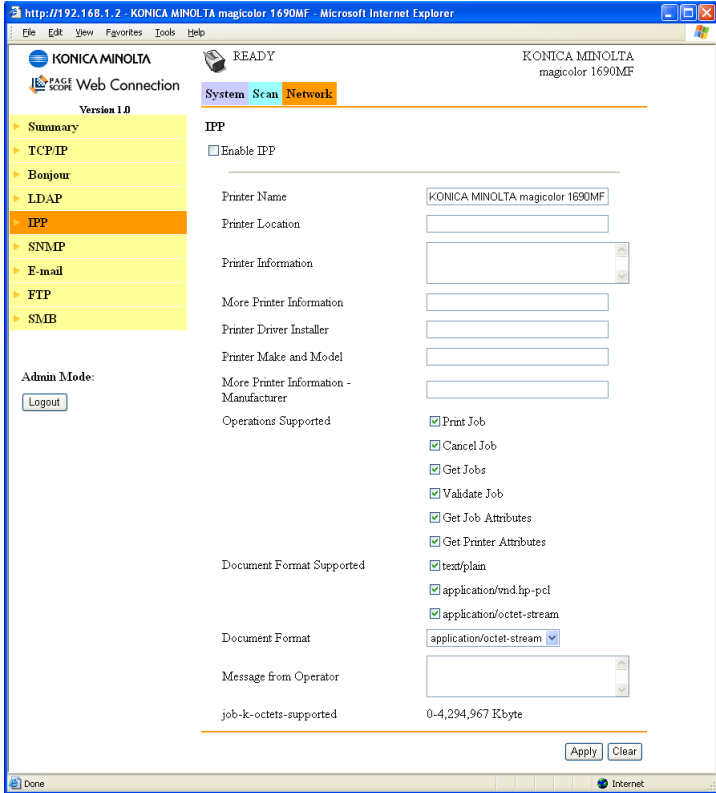 http://192.168.1.2 - KONICA MINOLTA magicolor 1690MF - Microsoft Internet Explorer
File Edit View Favorites Tools Help
KONICA MINOLTA
PAGE SCOPE Web Connection
Version 1.0
READY
KONICA MINOLTA
magicolor 1690MF
System Scan Network
Summary
TCP/IP
Bonjour
LDAP
IPP
SNMP
E-mail
FTP
SMB
Admin Mode:
Logout
IPP
Enable IPP
Printer Name KONICA MINOLTA magicolor 1690MF
Printer Location
Printer Information
More Printer Information
Printer Driver Installer
Printer Make and Model
More Printer Information -
Manufacturer
Operations Supported Print Job
Cancel Job
Get Jobs
Validate Job
Get Job Attributes
Get Printer Attributes
Document Format Supported text/plain
application/vnd.hp-pcl
application/octet-stream
Document Format application/octet-stream
Message from Operator
job-k-octets-supported 0-4,294,967 Kbyte
Apply Clear
Done Internet